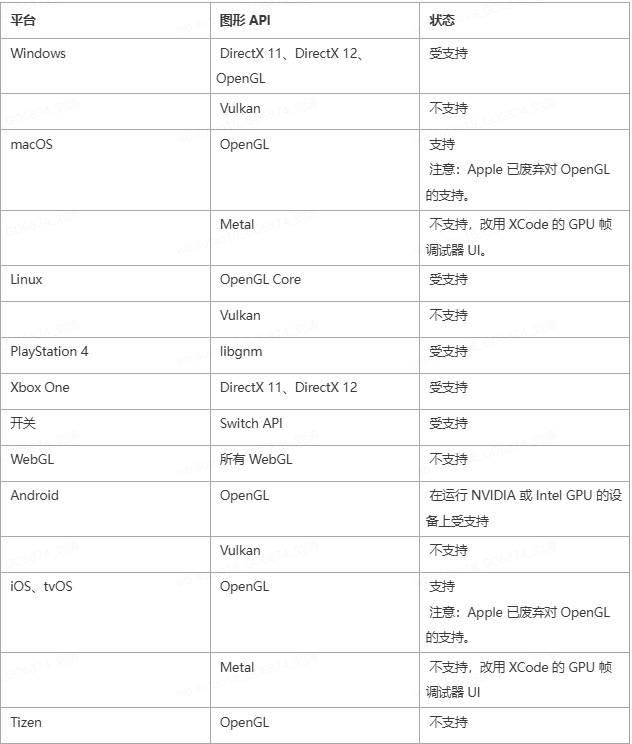 平台 图形 API 状态
Windows DirectX 11、DirectX 12、 受支持
OpenGL
Vulkan 不支持
macOS OpenGL 支持
注意：Apple 已废弃对 OpenGL
的支持。
Metal 不支持，改用 XCode 的 GPU 帧
调试器 UI。
Linux OpenGL Core 受支持
Vulkan 不支持
PlayStation 4 libgnm 受支持
Xbox One DirectX 11、DirectX 12 受支持
开关 Switch API 受支持
WebGL 所有 WebGL 不支持
Android OpenGL 在运行 NVIDIA 或 Intel GPU 的设
备上受支持
Vulkan 不支持
iOS、tvOS OpenGL 支持
注意：Apple 已废弃对 OpenGL
的支持。
Metal 不支持，改用 XCode 的 GPU 帧
调试器 UI
Tizen OpenGL 不支持